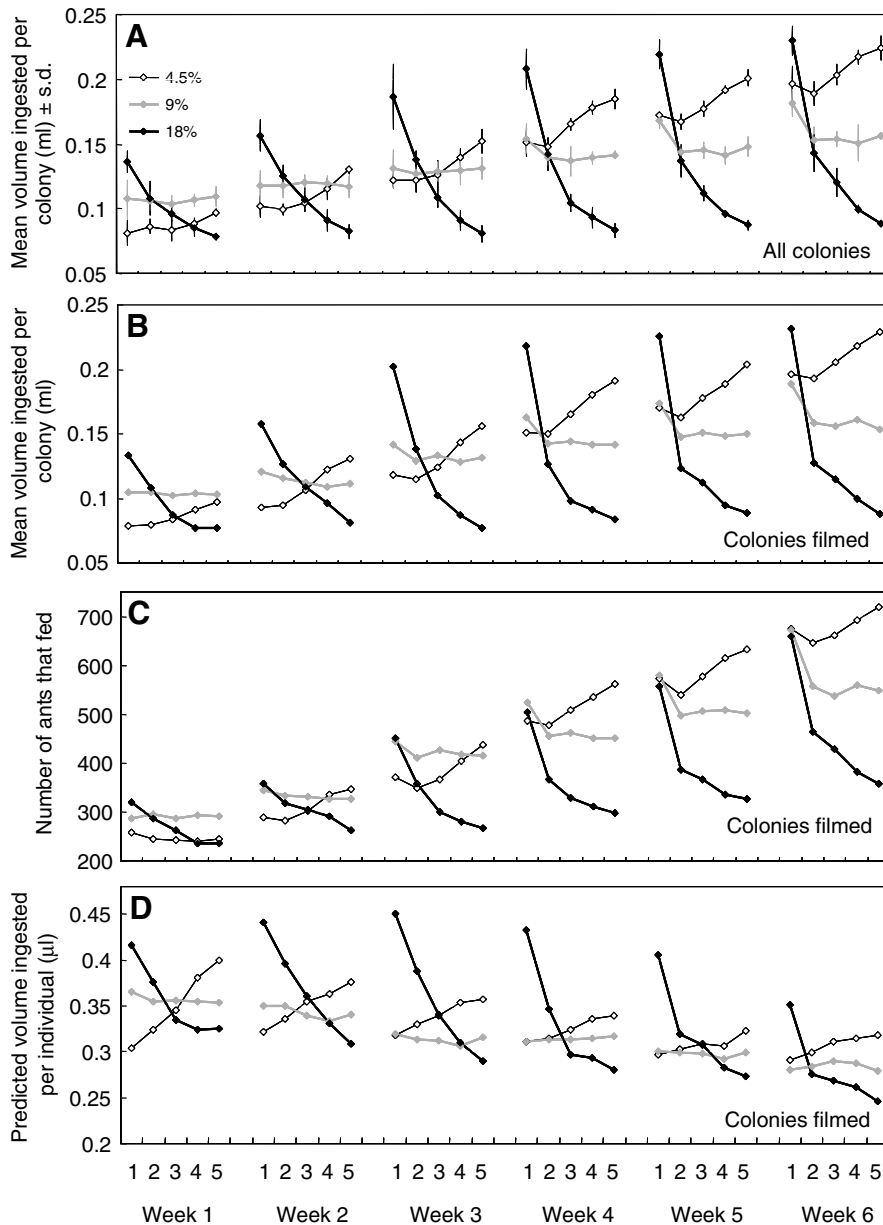 A
Mean volume ingested per
colony (ml) ± s.d.
0.25
0.2
0.15
0.1
0.05
4.5%
9%
18%
All colonies
B
Mean volume ingested per
colony (ml)
0.25
0.2
0.15
0.1
0.05
Colonies filmed
C
Number of ants that fed
700
600
500
400
300
200
Colonies filmed
D
Predicted volume ingested
per individual (µl)
0.45
0.4
0.35
0.3
0.25
0.2
Colonies filmed
1 2 3 4 5 1 2 3 4 5 1 2 3 4 5 1 2 3 4 5 1 2 3 4 5 1 2 3 4 5
Week 1 Week 2 Week 3 Week 4 Week 5 Week 6